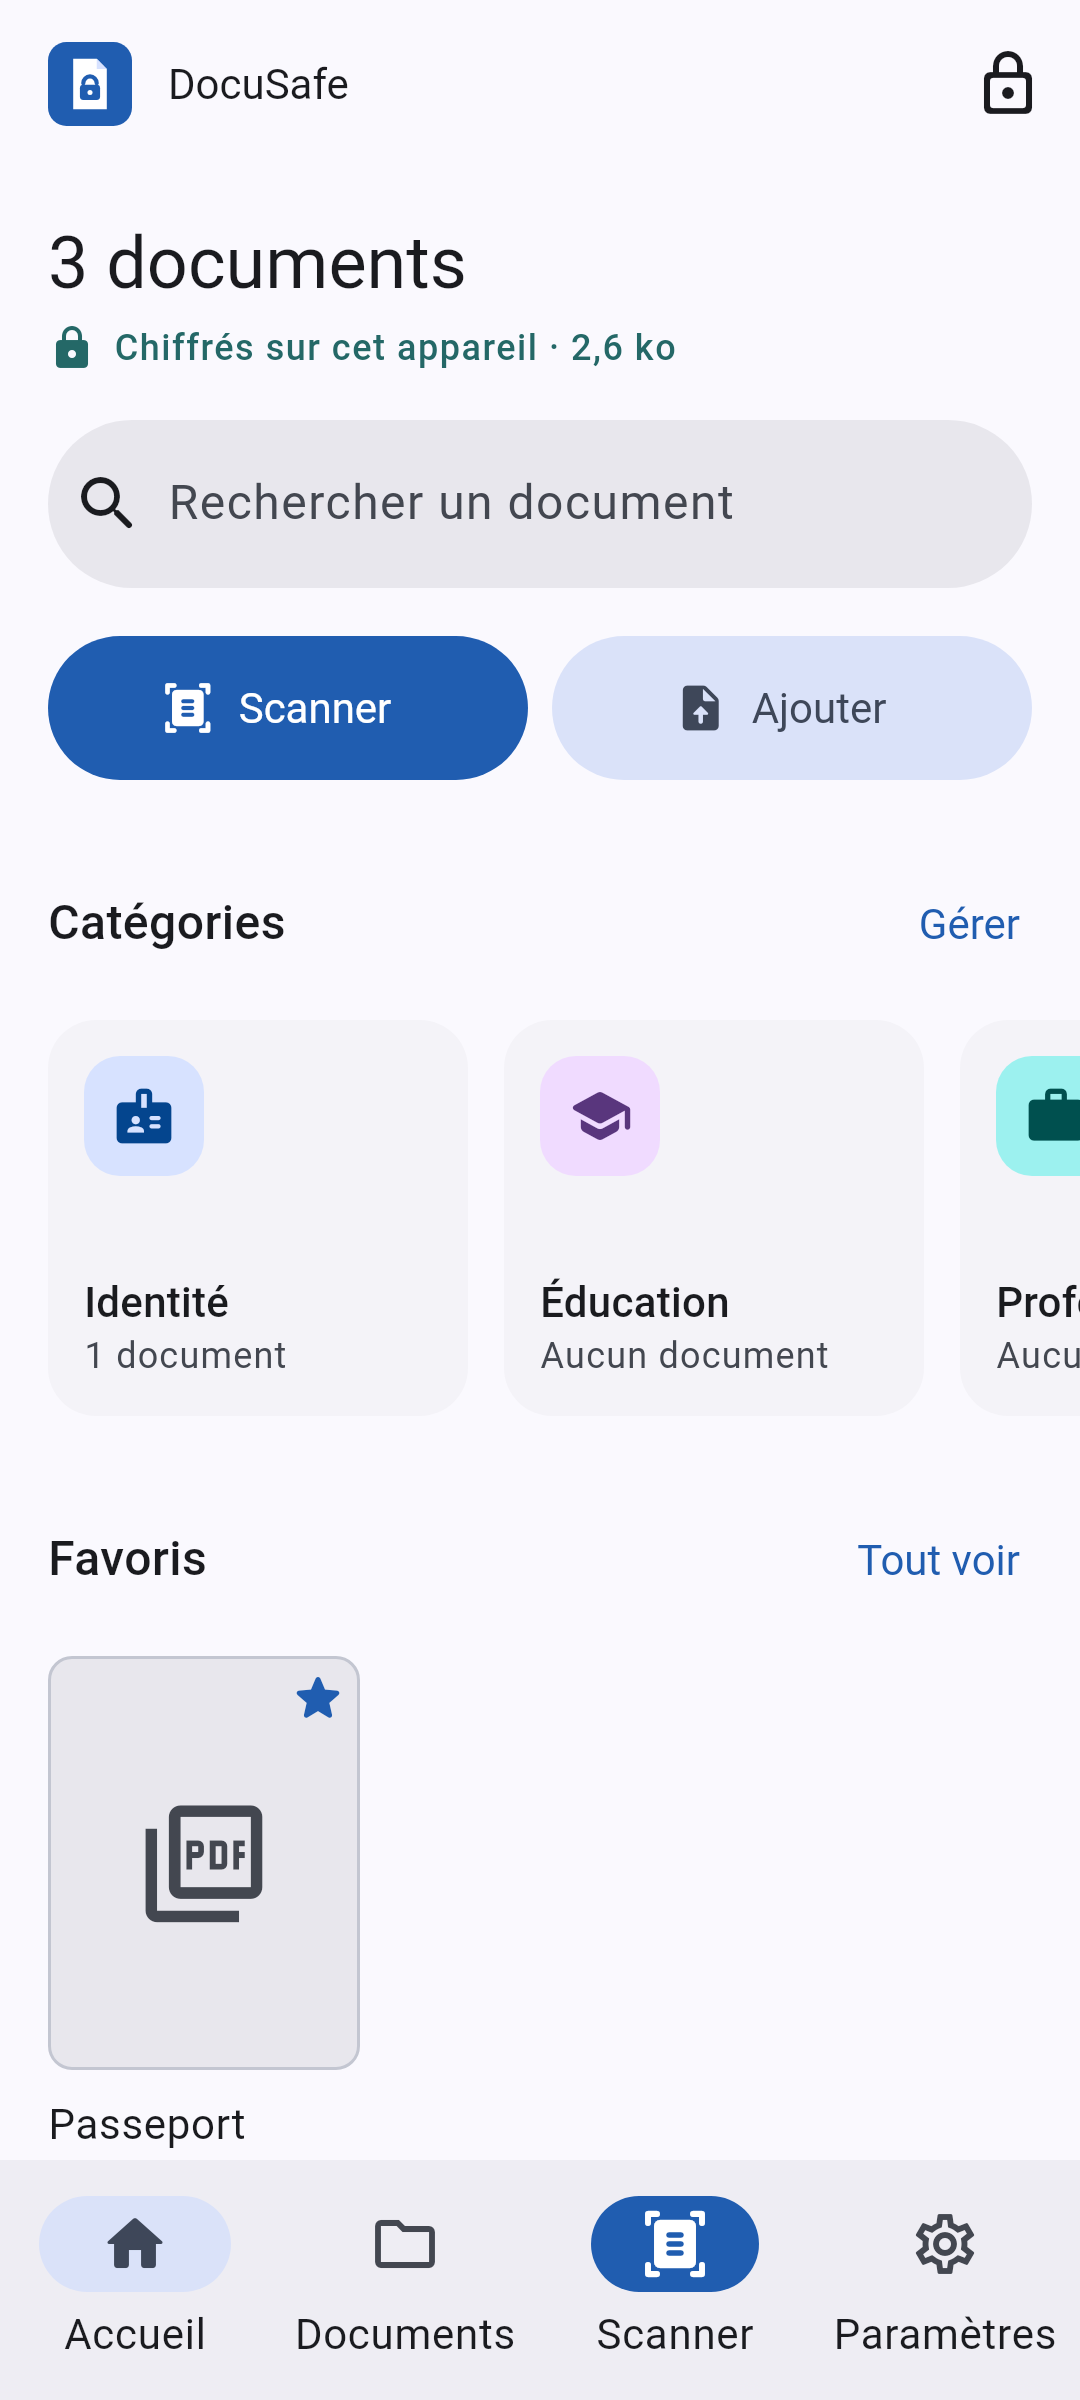 DocuSafe
3 documents
Chiffrés sur cet appareil · 2,6 ko
Rechercher un document
Scanner
Ajouter
Catégories
Gérer
Identité
1 document
Éducation
Aucun document
Favoris
Tout voir
PDF
Passeport
Accueil
Documents
Scanner
Paramètres